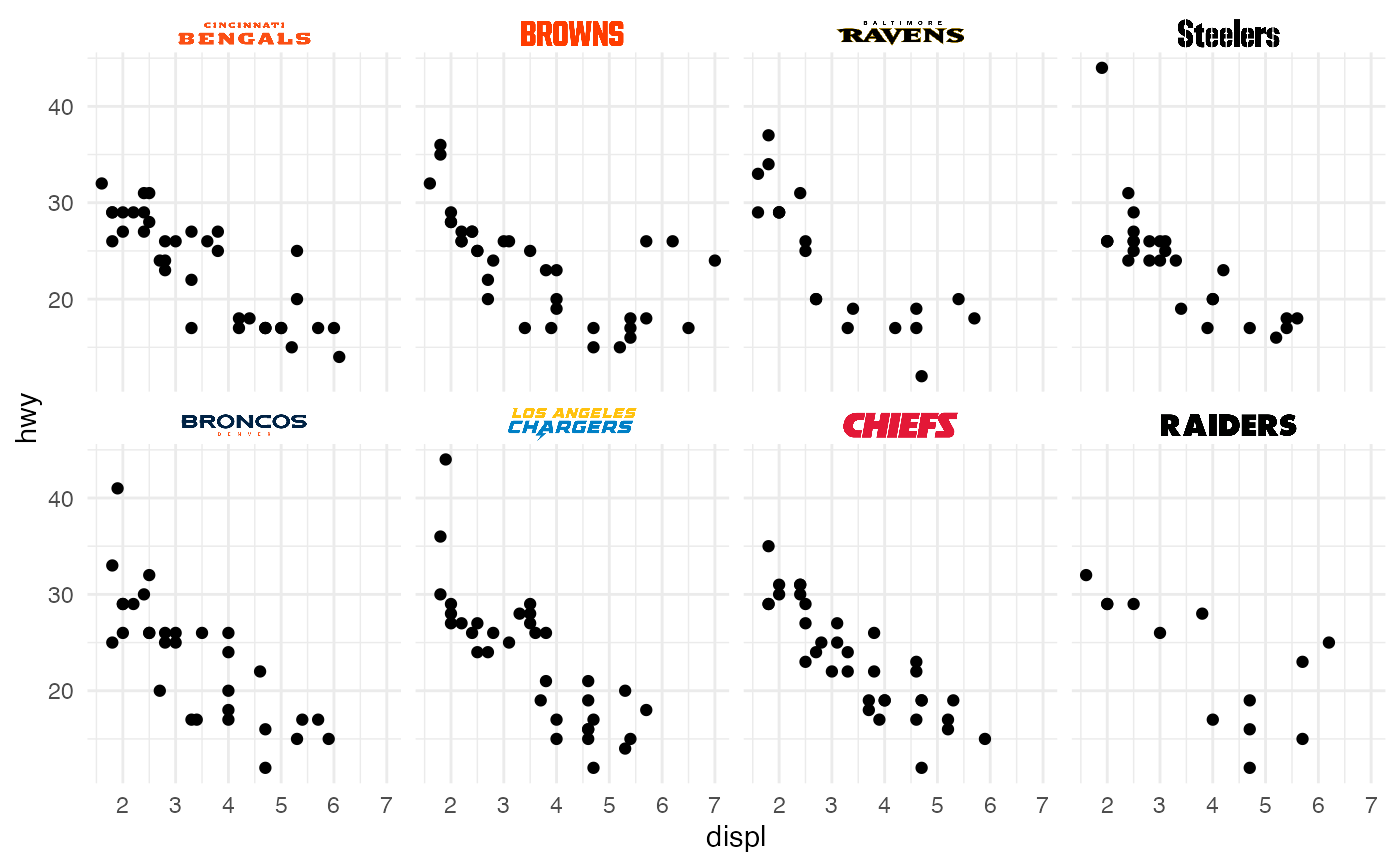 CINCINNATI
BENGALS
BROWNS
BALTIMORE
RAVENS
Steelers
40
30
20
hwy
BRONCOS
DENVER
LOS ANGELES
CHARGERS
CHIEFS
RAIDERS
40
30
20
2 3 4 5 6 7
2 3 4 5 6 7
2 3 4 5 6 7
2 3 4 5 6 7
displ